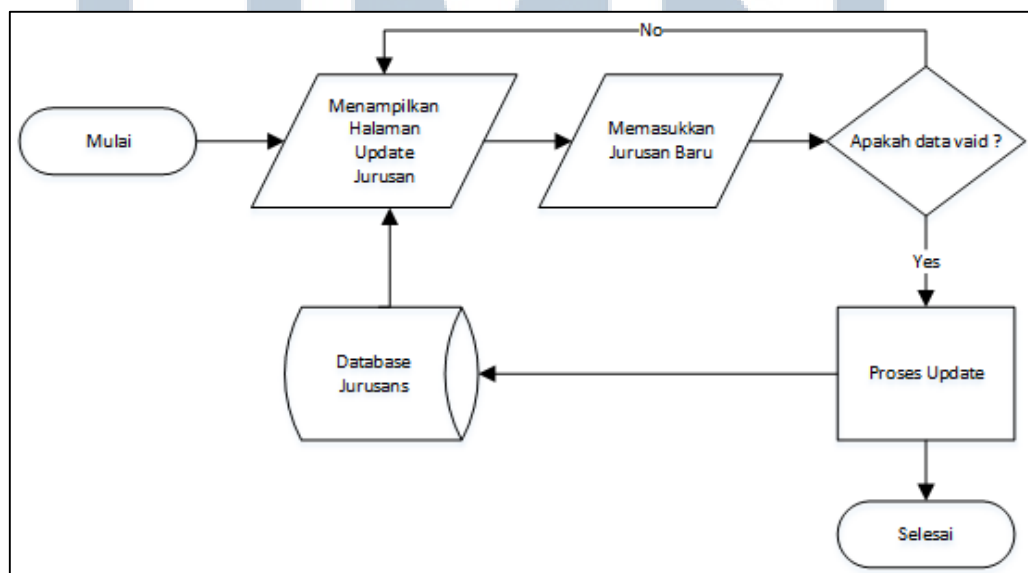 No
Mulai
Menampilkan
Halaman
Update
Jurusan
Memasukkan
Jurusan Baru
Apakah data vaid ?
Yes
Database
Jurusans
Proses Update
Selesai